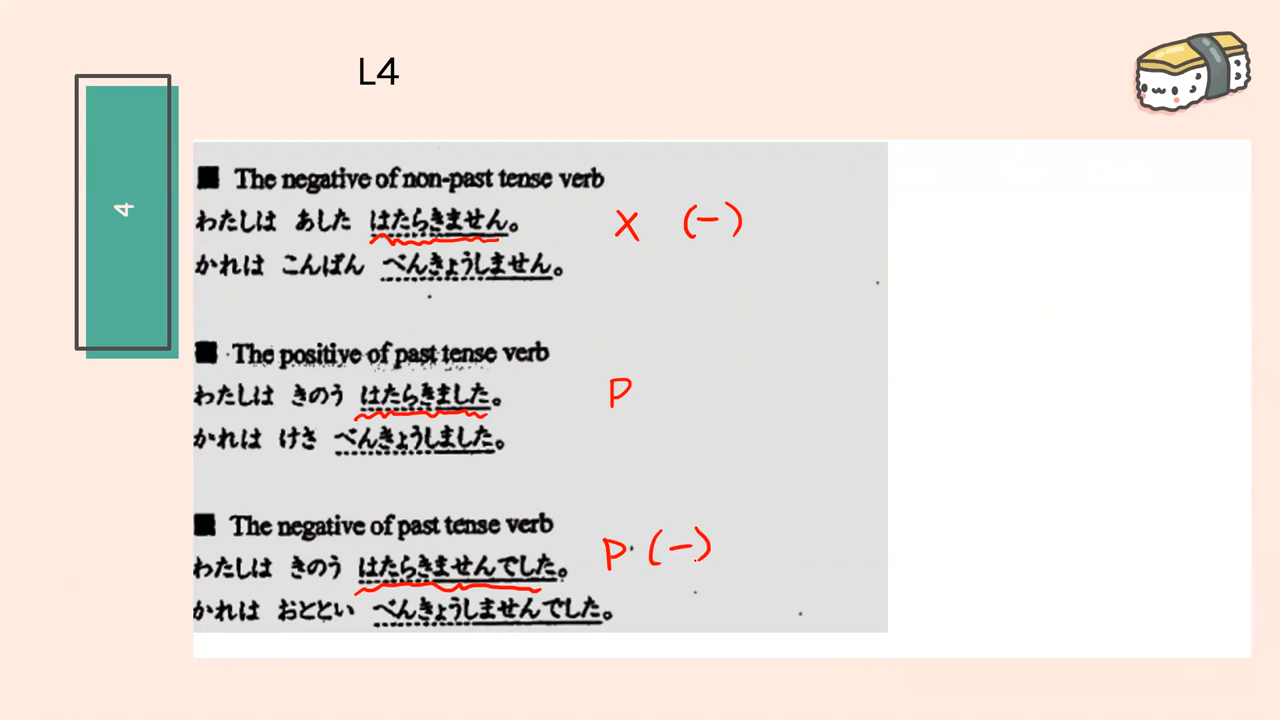 L4
4
■ The negative of non-past tense verb
わたしは あした はたらきません。 X (-)
かれは こんばん べんきょうしません。
■ The positive of past tense verb
わたしは きのう はたらきました。 P
かれは けさ べんきょうしました。
■ The negative of past tense verb
わたしは きのう はたらきませんでした。 P. (-)
かれは おととい べんきょうしませんでした。